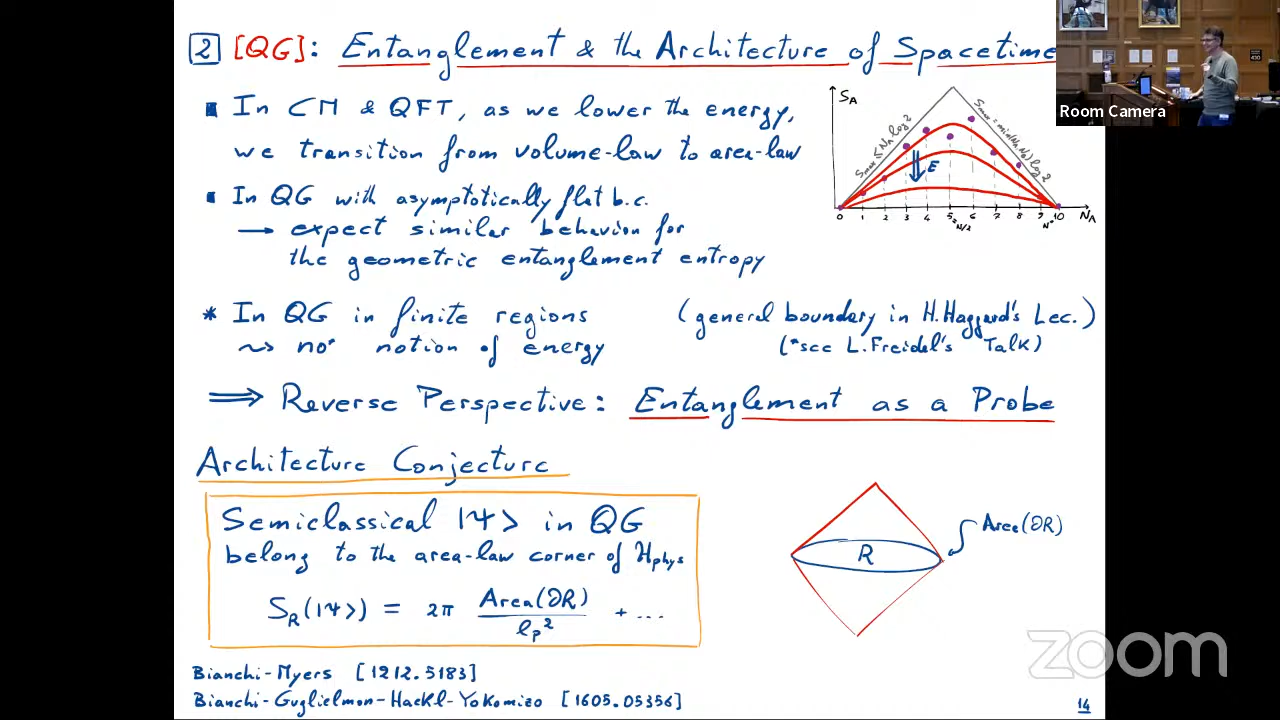 2 [QG]: Entanglement & the Architecture of Spacetime
▪ In CM & QFT, as we lower the energy,
we transition from volume-law to area-law
▪ In QG with asymptotically flat b.c.
→ expect similar behavior for
the geometric entanglement entropy
* In QG in finite regions (general boundary in H. Haggard's Lec.)
⇝ no* notion of energy (*see L. Freidel's Talk)
⟹ Reverse Perspective: Entanglement as a Probe
Architecture Conjecture
Semiclassical |ψ> in QG
belong to the area-law corner of Hphys
S_R(|ψ>) = 2π Area(∂R)/ℓp² + ...
Bianchi-Myers [1212.5183]
Bianchi-Guglielmon-Hackl-Yokomizo [1605.05356]
S_A
E
0 1 2 3 4 5 6 7 8 9 10 N_A
=N/2
R
Area(∂R)
Room Camera
zoom
14